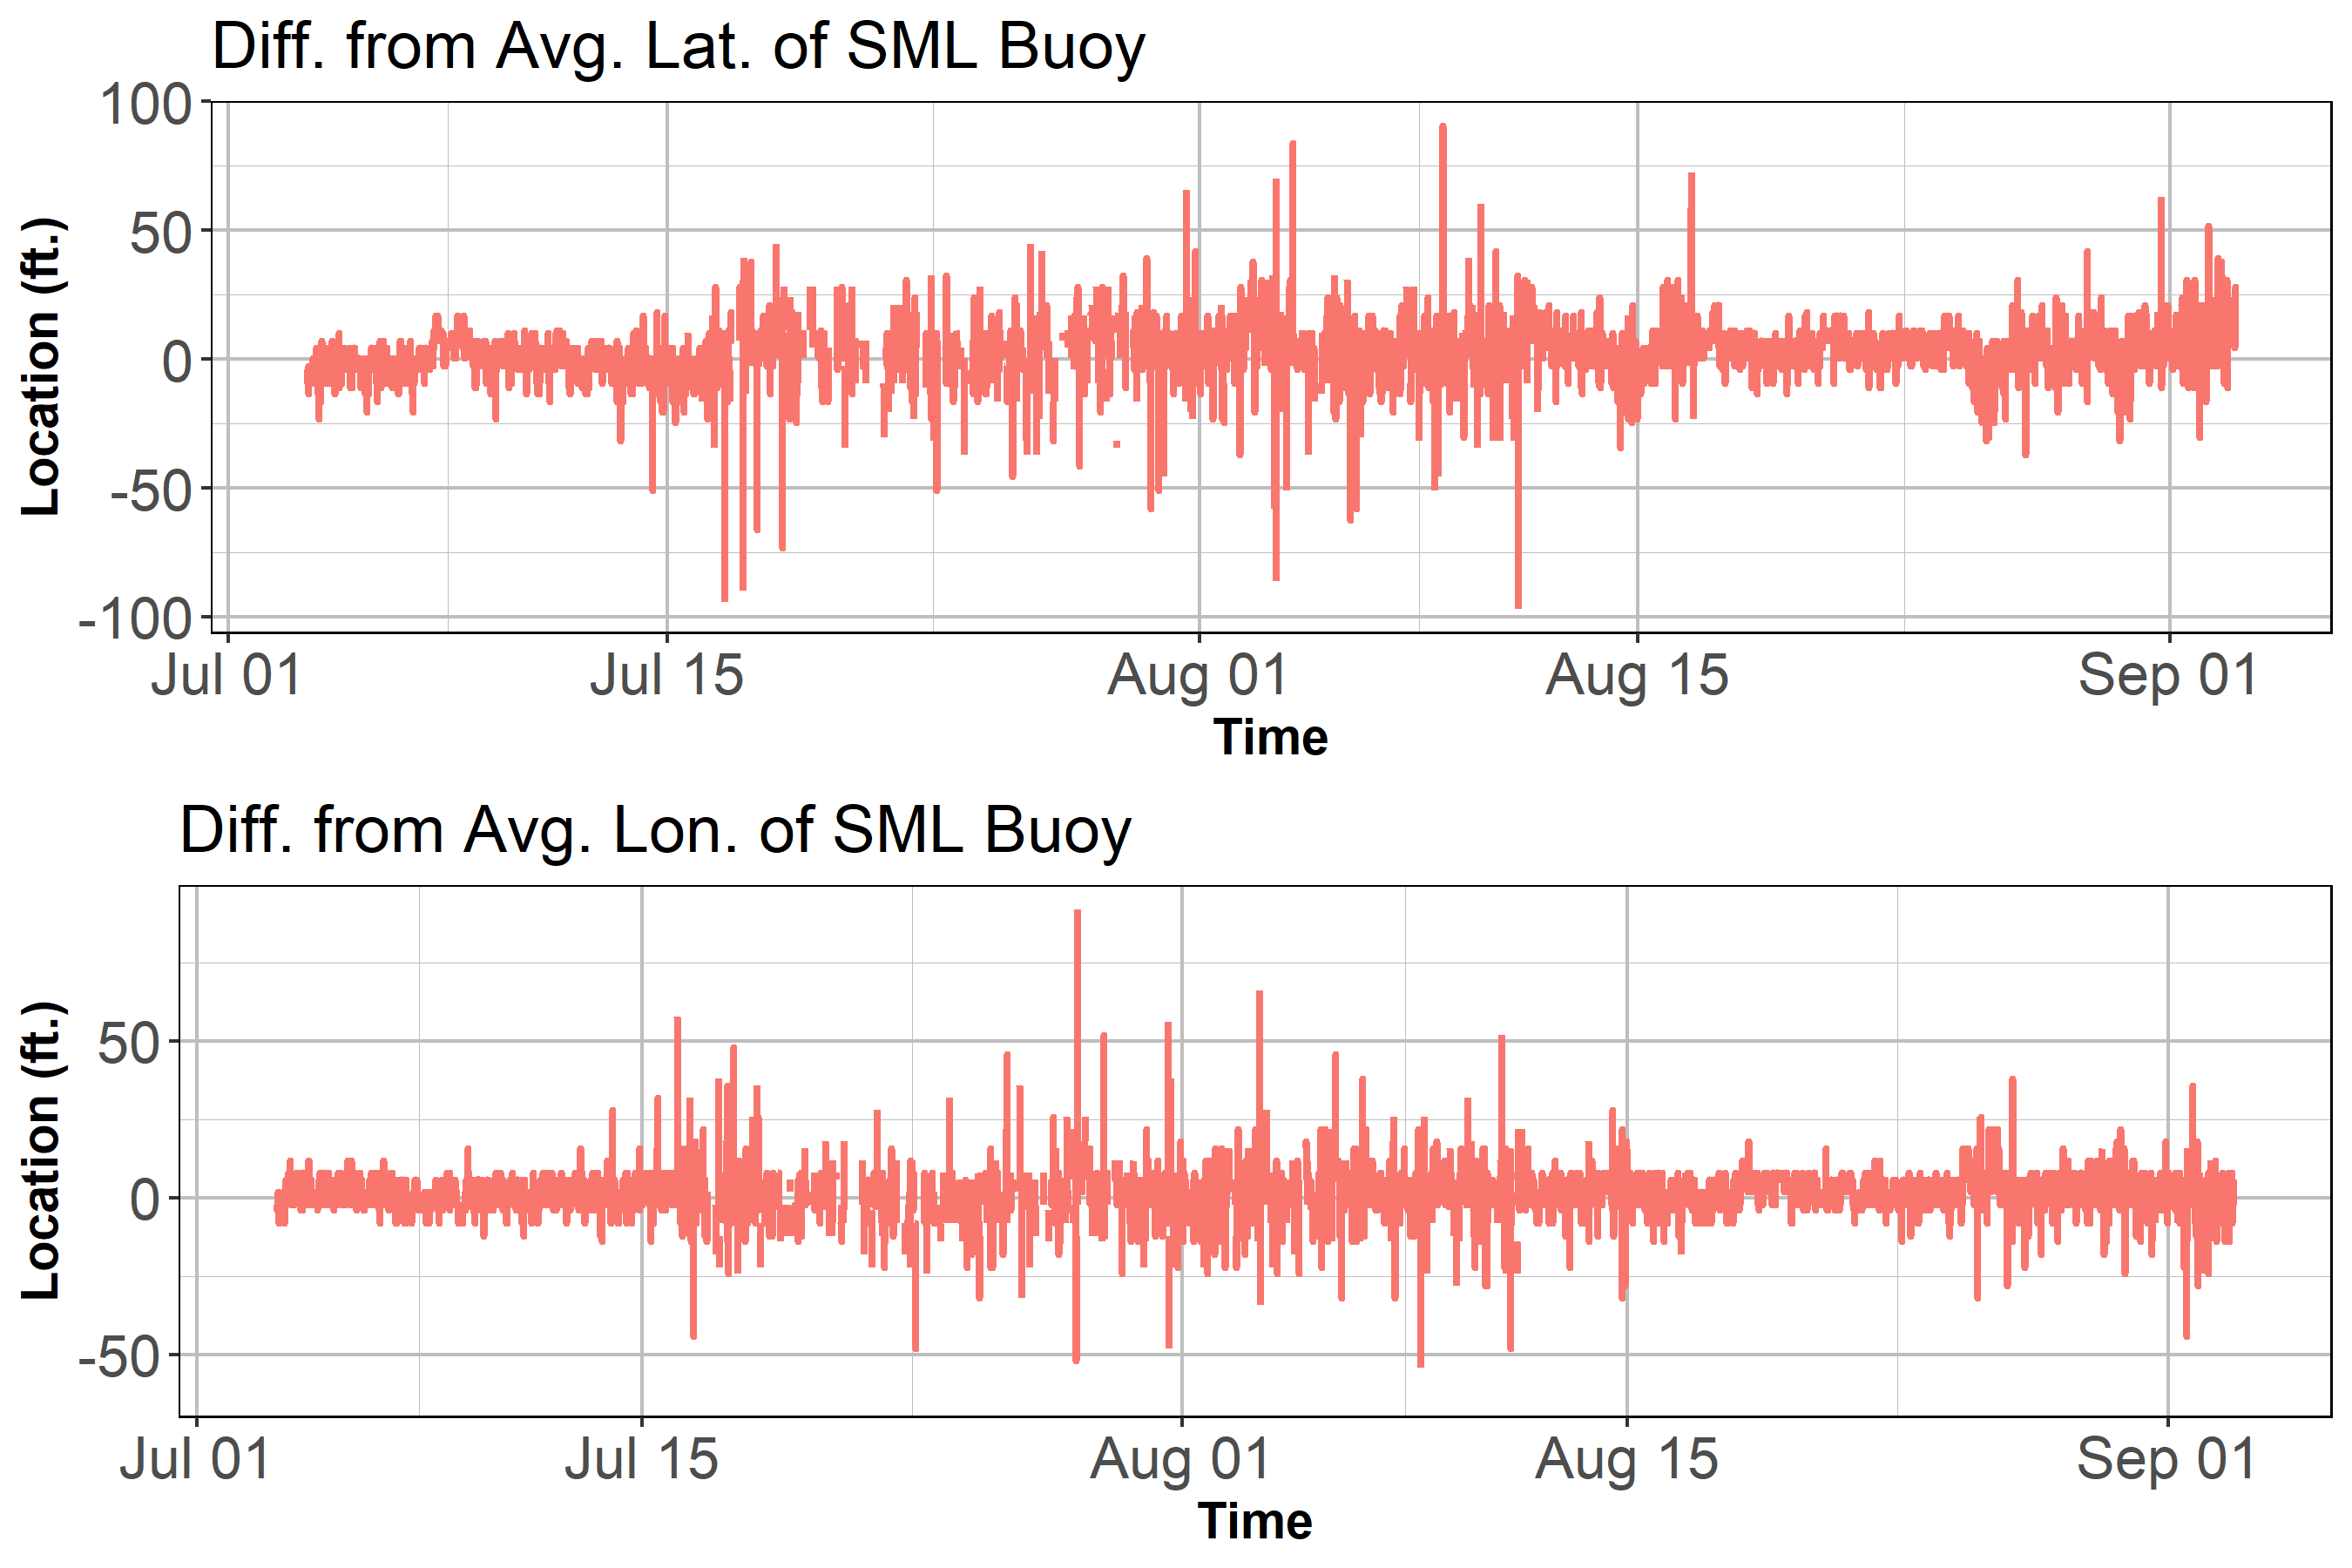 Diff. from Avg. Lat. of SML Buoy
Location (ft.)
100
50
0
-50
-100
Jul 01 Jul 15 Aug 01 Aug 15 Sep 01
Time
Diff. from Avg. Lon. of SML Buoy
Location (ft.)
50
0
-50
Jul 01 Jul 15 Aug 01 Aug 15 Sep 01
Time